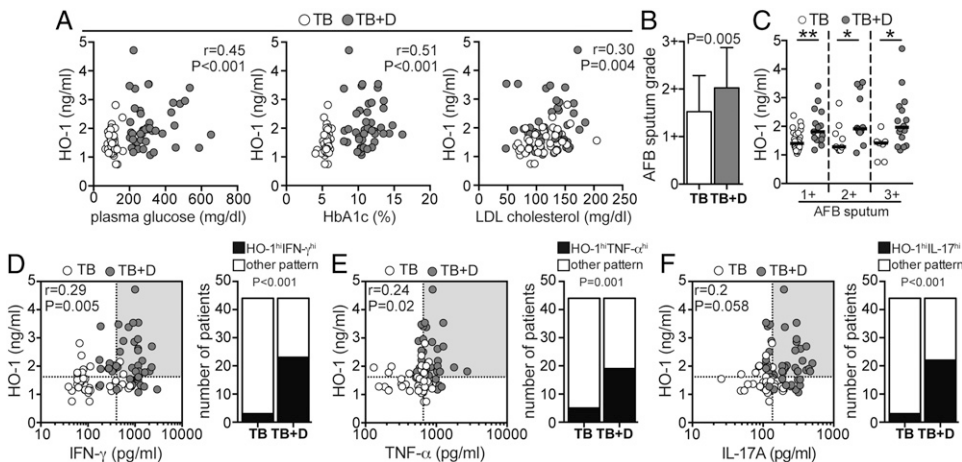 A
TB TB+D
HO-1 (ng/ml)
5
4
3
2
1
0
r=0.45
P<0.001
0 200 400 600 800
plasma glucose (mg/dl)
HO-1 (ng/ml)
5
4
3
2
1
0
r=0.51
P<0.001
0 5 10 15 20
HbA1c (%)
HO-1 (ng/ml)
5
4
3
2
1
0
r=0.30
P=0.004
0 50 100 150 200 250
LDL cholesterol (mg/dl)
B
AFB sputum grade
3+
2+
1+
P=0.005
TB TB+D
C
TB TB+D
HO-1 (ng/ml)
5
4
3
2
1
0
** * *
1+ 2+ 3+
AFB sputum
D
TB TB+D
HO-1 (ng/ml)
5
4
3
2
1
0
r=0.29
P=0.005
10 100 1000 10000
IFN-γ (pg/ml)
HO-1hiIFN-γhi
other pattern
number of patients
50
40
30
20
10
0
P<0.001
TB TB+D
E
TB TB+D
HO-1 (ng/ml)
5
4
3
2
1
0
r=0.24
P=0.02
100 1000 10000
TNF-α (pg/ml)
HO-1hiTNF-αhi
other pattern
number of patients
50
40
30
20
10
0
P=0.001
TB TB+D
F
TB TB+D
HO-1 (ng/ml)
5
4
3
2
1
0
r=0.2
P=0.058
10 100 1000
IL-17A (pg/ml)
HO-1hiIL-17hi
other pattern
number of patients
50
40
30
20
10
0
P<0.001
TB TB+D